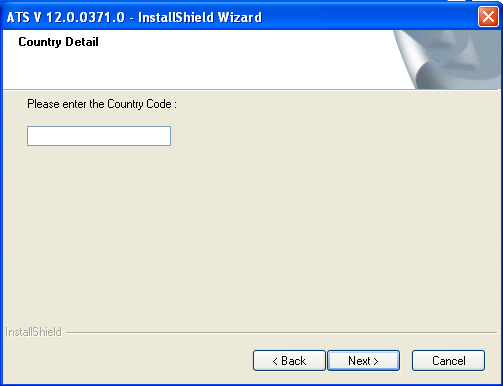 ATS V 12.0.0371.0 - InstallShield Wizard
Country Detail
Please enter the Country Code :
InstallShield
< Back Next > Cancel